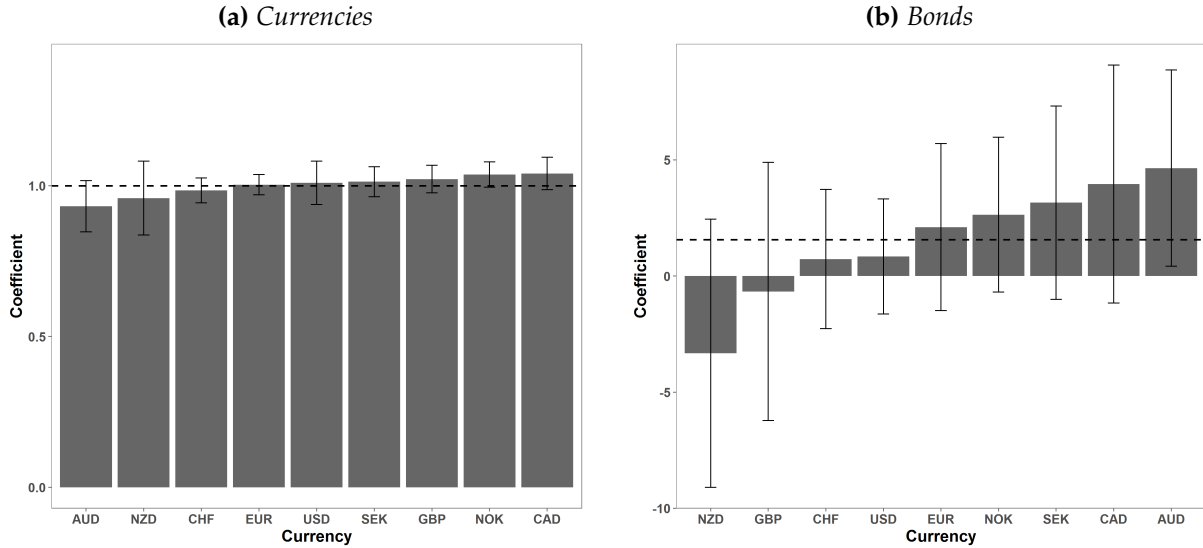 (a) Currencies
1.0
0.5
0.0
Coefficient
AUD NZD CHF EUR USD SEK GBP NOK CAD
Currency
(b) Bonds
5
0
-5
-10
Coefficient
NZD GBP CHF USD EUR NOK SEK CAD AUD
Currency